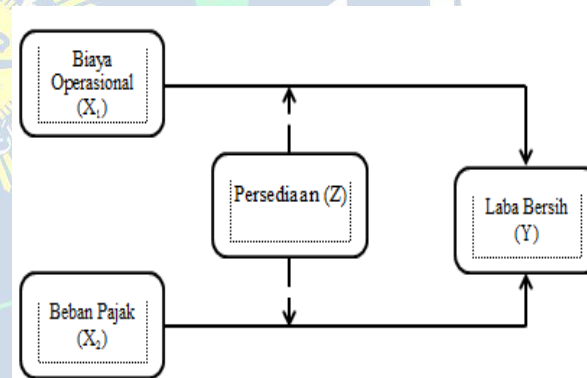 Biaya
Operasional
(X₁)
Persediaan (Z)
Laba Bersih
(Y)
Beban Pajak
(X₂)